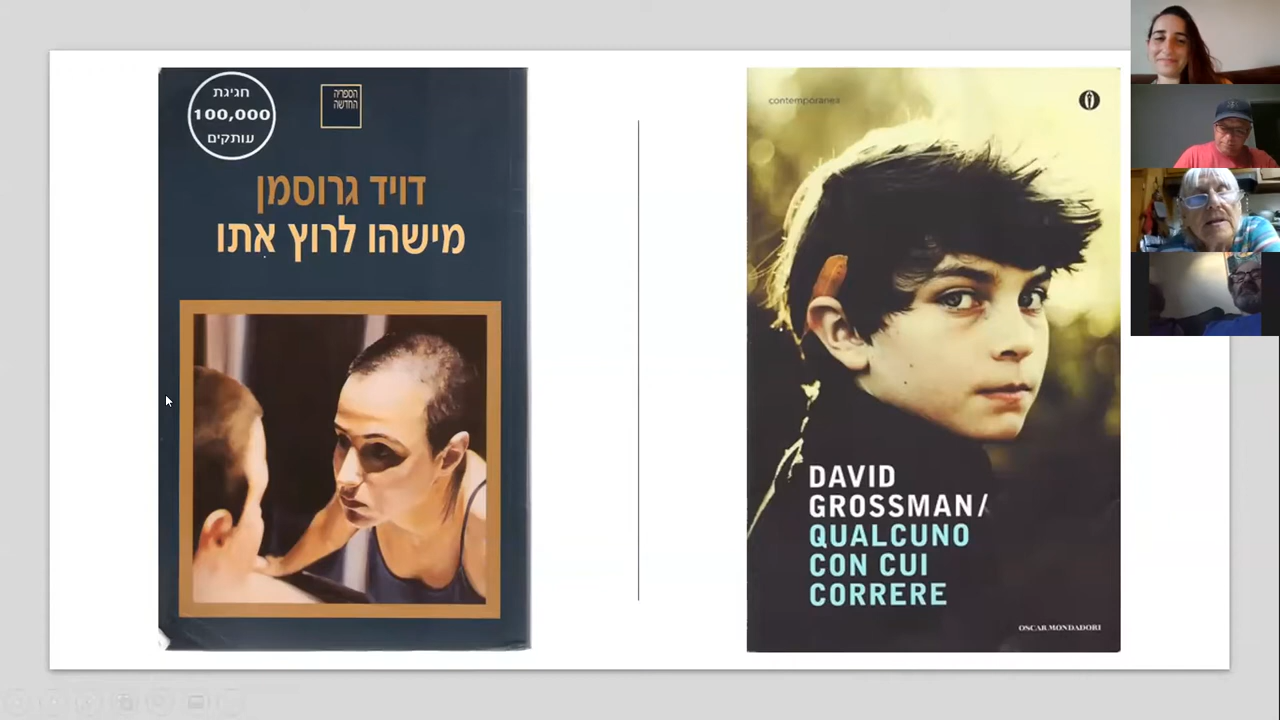 חגיגת
100,000
עותקים
הספריה
החדשה
דויד גרוסמן
מישהו לרוץ אתו
contemporanea
DAVID
GROSSMAN/
QUALCUNO
CON CUI
CORRERE
OSCAR MONDADORI